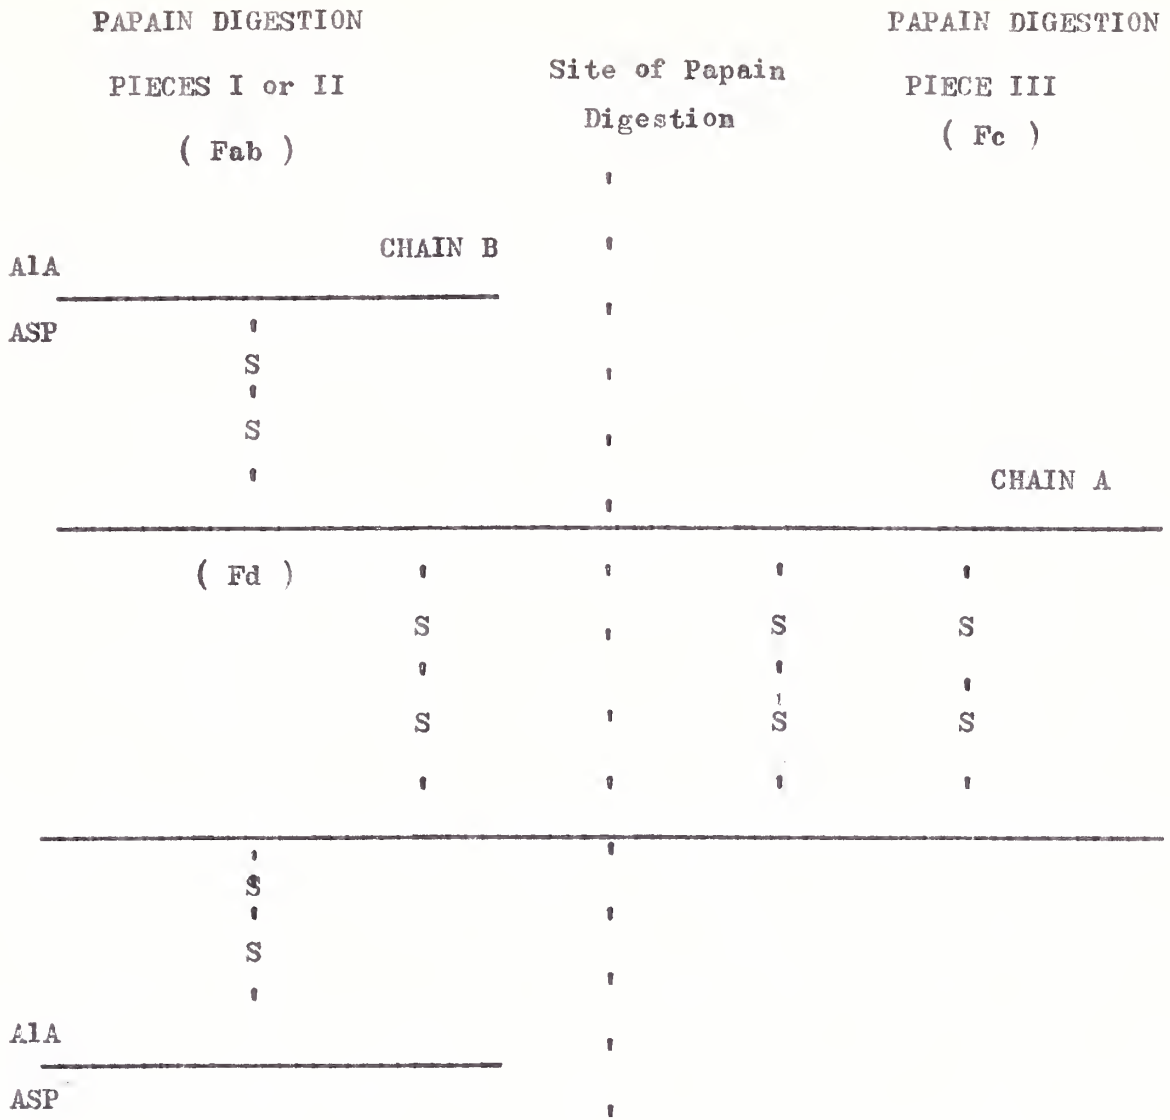 PAPAIN DIGESTION
PIECES I or II
( Fab )
Site of Papain
Digestion
PAPAIN DIGESTION
PIECE III
( Fc )
CHAIN B
AlA
ASP
S
S
CHAIN A
( Fd )
S S S
S S S
S
S
AlA
ASP